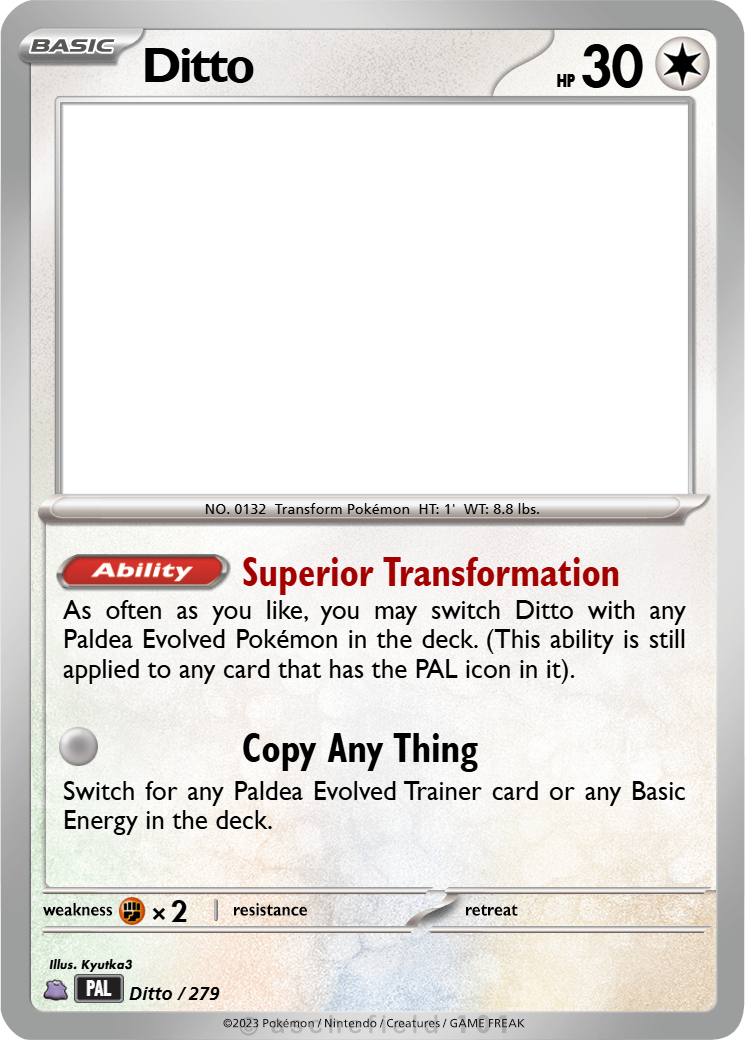 BASIC
Ditto
HP 30
NO. 0132 Transform Pokémon HT: 1' WT: 8.8 lbs.
Ability Superior Transformation
As often as you like, you may switch Ditto with any
Paldea Evolved Pokémon in the deck. (This ability is still
applied to any card that has the PAL icon in it).
Copy Any Thing
Switch for any Paldea Evolved Trainer card or any Basic
Energy in the deck.
weakness × 2 resistance retreat
Illus. Kyutka3
PAL Ditto / 279
©2023 Pokémon / Nintendo / Creatures / GAME FREAK